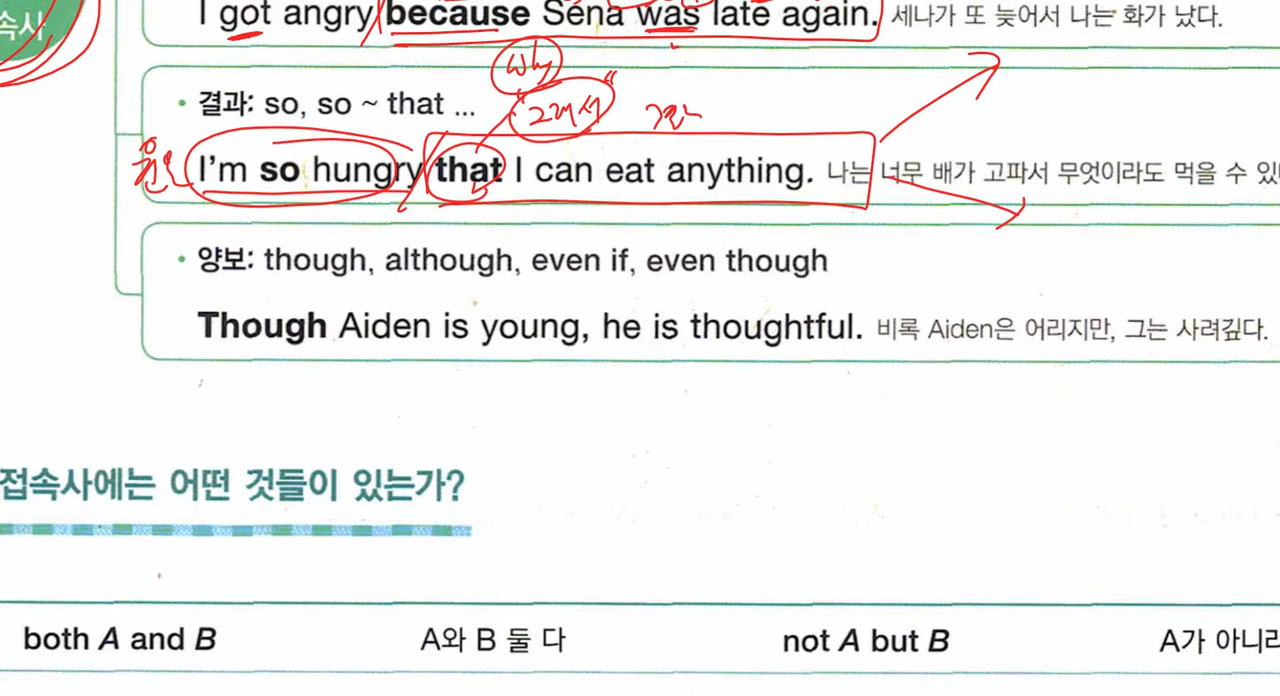 속사
I got angry because Sena was late again. 세나가 또 늦어서 나는 화가 났다.
why
• 결과: so, so ~ that ...
"그래서"
원인
I'm so hungry that I can eat anything. 나는 너무 배가 고파서 무엇이라도 먹을 수 있
• 양보: though, although, even if, even though
Though Aiden is young, he is thoughtful. 비록 Aiden은 어리지만, 그는 사려깊다.
접속사에는 어떤 것들이 있는가?
both A and B A와 B 둘 다 not A but B A가 아니라